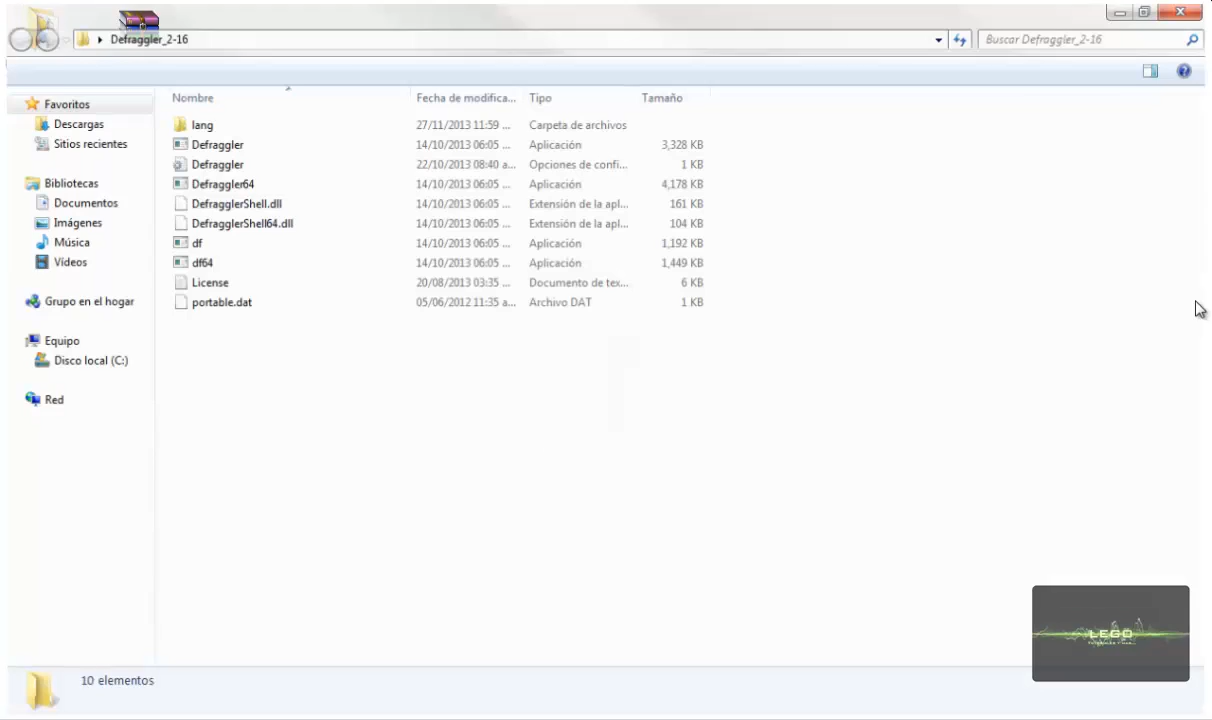 Defraggler_2-16
Buscar Defraggler_2-16
Nombre Fecha de modifica... Tipo Tamaño
Favoritos
Descargas
Sitios recientes
Bibliotecas
Documentos
Imágenes
Música
Vídeos
Grupo en el hogar
Equipo
Disco local (C:)
Red
lang 27/11/2013 11:59 ... Carpeta de archivos
Defraggler 14/10/2013 06:05 ... Aplicación 3,328 KB
Defraggler 22/10/2013 08:40 a... Opciones de confi... 1 KB
Defraggler64 14/10/2013 06:05 ... Aplicación 4,178 KB
DefragglerShell.dll 14/10/2013 06:05 ... Extensión de la apl... 161 KB
DefragglerShell64.dll 14/10/2013 06:05 ... Extensión de la apl... 104 KB
df 14/10/2013 06:05 ... Aplicación 1,192 KB
df64 14/10/2013 06:05 ... Aplicación 1,449 KB
License 20/08/2013 03:35 ... Documento de tex... 6 KB
portable.dat 05/06/2012 11:35 a... Archivo DAT 1 KB
LEGO
10 elementos